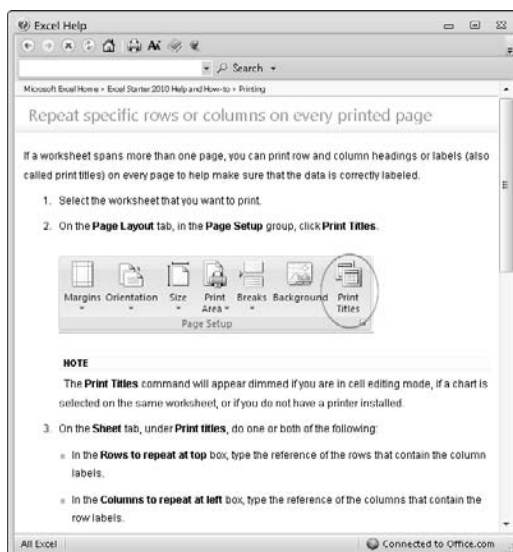 Excel Help
Search
Microsoft Excel Home > Excel Starter 2010 Help and How-to > Printing
Repeat specific rows or columns on every printed page
If a worksheet spans more than one page, you can print row and column headings or labels (also
called print titles) on every page to help make sure that the data is correctly labeled.
1. Select the worksheet that you want to print.
2. On the Page Layout tab, in the Page Setup group, click Print Titles.
Margins Orientation Size Print Breaks Background Print
Area Titles
Page Setup
NOTE
The Print Titles command will appear dimmed if you are in cell editing mode, if a chart is
selected on the same worksheet, or if you do not have a printer installed.
3. On the Sheet tab, under Print titles, do one or both of the following:
In the Rows to repeat at top box, type the reference of the rows that contain the column
labels.
In the Columns to repeat at left box, type the reference of the columns that contain the
row labels.
All Excel Connected to Office.com